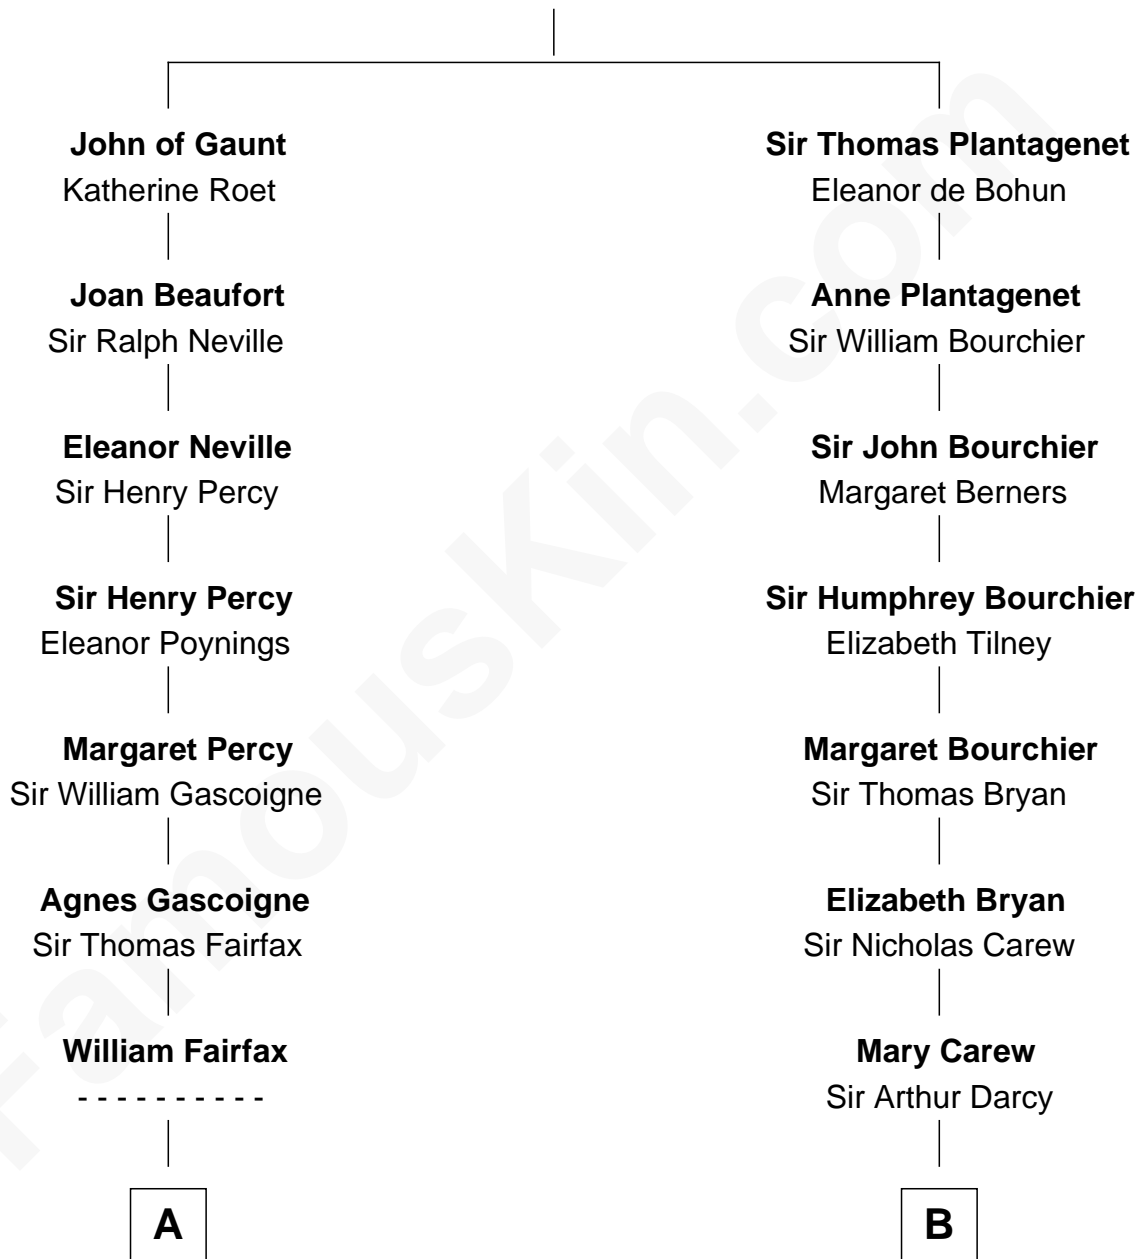 John of Gaunt
Katherine Roet
Joan Beaufort
Sir Ralph Neville
Eleanor Neville
Sir Henry Percy
Sir Henry Percy
Eleanor Poynings
Margaret Percy
Sir William Gascoigne
Agnes Gascoigne
Sir Thomas Fairfax
William Fairfax
- - - - - - - - - -
A
Sir Thomas Plantagenet
Eleanor de Bohun
Anne Plantagenet
Sir William Bourchier
Sir John Bourchier
Margaret Berners
Sir Humphrey Bourchier
Elizabeth Tilney
Margaret Bourchier
Sir Thomas Bryan
Elizabeth Bryan
Sir Nicholas Carew
Mary Carew
Sir Arthur Darcy
B
FamousKin.com